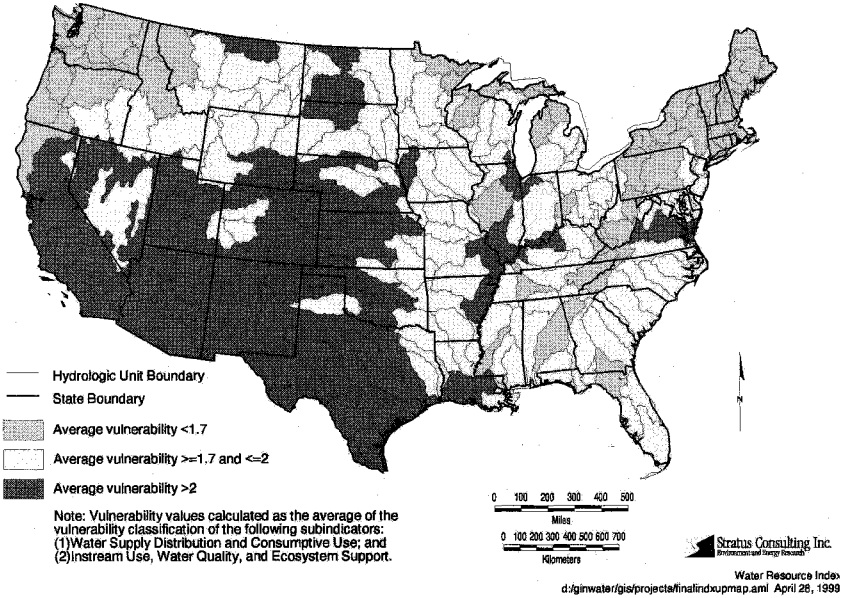 Hydrologic Unit Boundary
State Boundary
Average vulnerability <1.7
Average vulnerability >=1.7 and <=2
Average vulnerability >2
Note: Vulnerability values calculated as the average of the
vulnerability classification of the following subindicators:
(1)Water Supply Distribution and Consumptive Use; and
(2)Instream Use, Water Quality, and Ecosystem Support.
N
0 100 200 300 400 500
Miles
0 100 200 300 400 500 600 700
Kilometers
Stratus Consulting Inc.
Environment and Energy Research
Water Resource Index
d:/ginwater/gis/projects/finalindxupmap.aml April 28, 1999